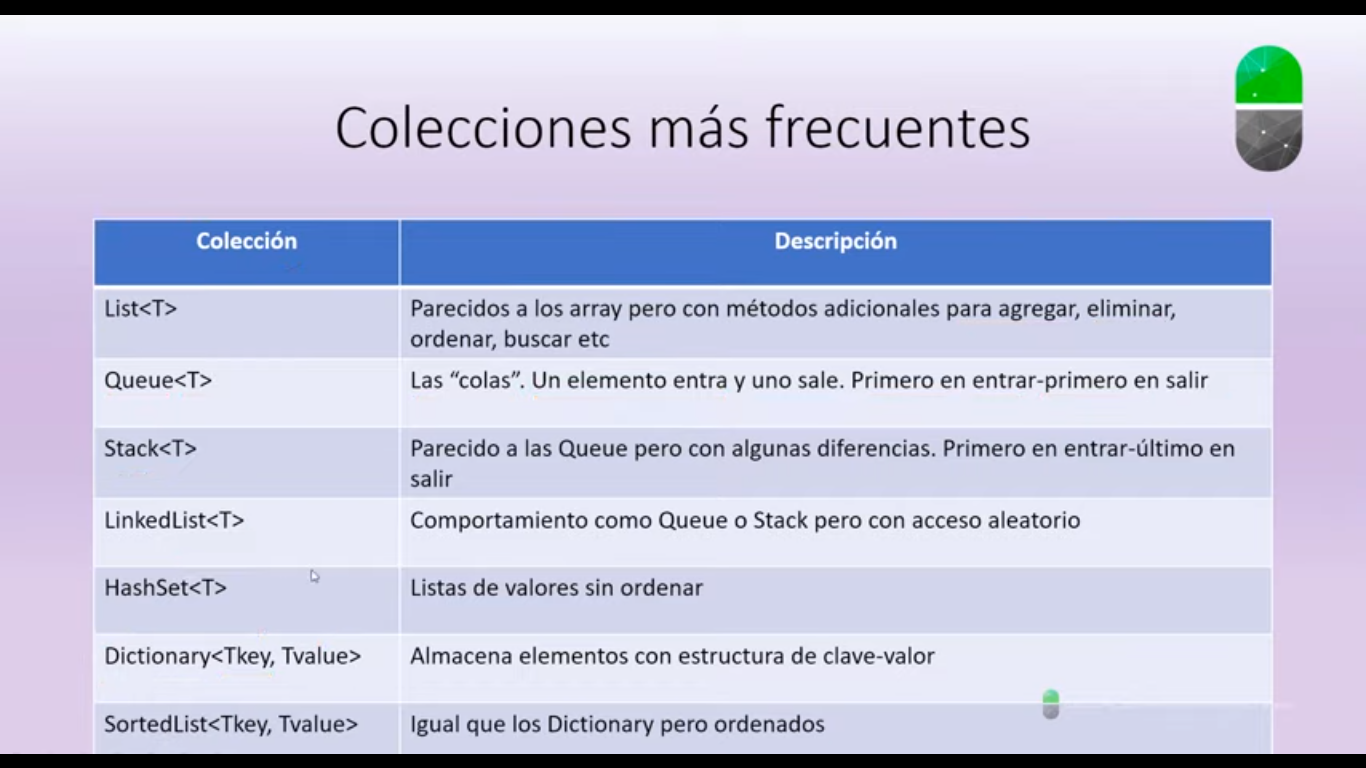 Colecciones más frecuentes
Colección
Descripción
List<T>
Parecidos a los array pero con métodos adicionales para agregar, eliminar,
ordenar, buscar etc
Queue<T>
Las “colas”. Un elemento entra y uno sale. Primero en entrar-primero en salir
Stack<T>
Parecido a las Queue pero con algunas diferencias. Primero en entrar-último en
salir
LinkedList<T>
Comportamiento como Queue o Stack pero con acceso aleatorio
HashSet<T>
Listas de valores sin ordenar
Dictionary<Tkey, Tvalue>
Almacena elementos con estructura de clave-valor
SortedList<Tkey, Tvalue>
Igual que los Dictionary pero ordenados